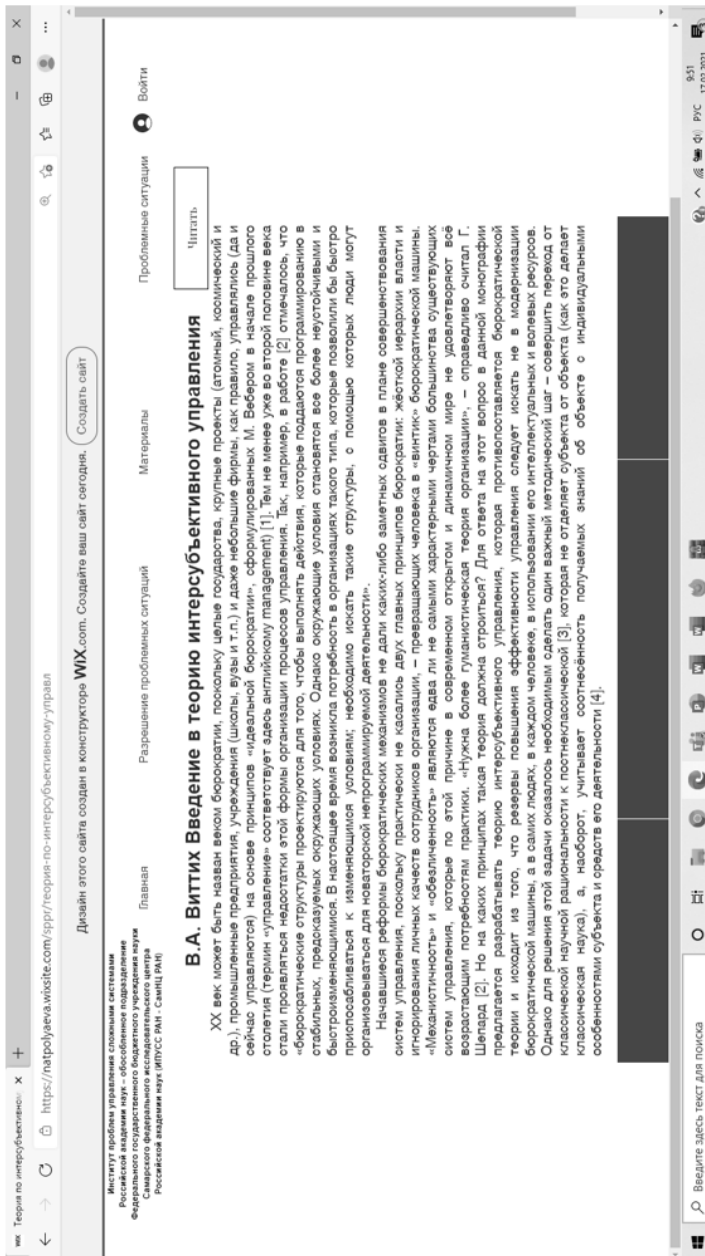 WiX Теория по интерсубъективном
https://natpolyaeva.wixsite.com/sppr/теория-по-интерсубъективному-управл
Дизайн этого сайта создан в конструкторе WiX.com. Создайте ваш сайт сегодня. Создать сайт
Институт проблем управления сложными системами
Российской академии наук – обособленное подразделение
Федерального государственного бюджетного учреждения науки
Самарского федерального исследовательского центра
Российской академии наук (ИПУСС РАН - СамНЦ РАН)
Главная Разрешение проблемных ситуаций Материалы Проблемные ситуации Войти
В.А. Виттих Введение в теорию интерсубъективного управления
Читать
XX век может быть назван веком бюрократии, поскольку целые государства, крупные проекты (атомный, космический и
др.), промышленные предприятия, учреждения (школы, вузы и т.п.) и даже небольшие фирмы, как правило, управлялись (да и
сейчас управляются) на основе принципов «идеальной бюрократии», сформулированных М. Вебером в начале прошлого
столетия (термин «управление» соответствует здесь английскому management) [1]. Тем не менее уже во второй половине века
стали проявляться недостатки этой формы организации процессов управления. Так, например, в работе [2] отмечалось, что
«бюрократические структуры проектируются для того, чтобы выполнять действия, которые поддаются программированию в
стабильных, предсказуемых окружающих условиях. Однако окружающие условия становятся все более неустойчивыми и
быстроизменяющимися. В настоящее время возникла потребность в организациях такого типа, которые позволили бы быстро
приспосабливаться к изменяющимся условиям; необходимо искать такие структуры, с помощью которых люди могут
организовываться для новаторской непрограммируемой деятельности».
Начавшиеся реформы бюрократических механизмов не дали каких-либо заметных сдвигов в плане совершенствования
систем управления, поскольку практически не касались двух главных принципов бюрократии: жёсткой иерархии власти и
игнорирования личных качеств сотрудников организации, – превращающих человека в «винтик» бюрократической машины.
«Механистичность» и «обезличенность» являются едва ли не самыми характерными чертами большинства существующих
систем управления, которые по этой причине в современном открытом и динамичном мире не удовлетворяют всё
возрастающим потребностям практики. «Нужна более гуманистическая теория организации», – справедливо считал Г.
Шепард [2]. Но на каких принципах такая теория должна строиться? Для ответа на этот вопрос в данной монографии
предлагается разрабатывать теорию интерсубъективного управления, которая противопоставляется бюрократической
теории и исходит из того, что резервы повышения эффективности управления следует искать не в модернизации
бюрократической машины, а в самих людях, в каждом человеке, в использовании его интеллектуальных и волевых ресурсов.
Однако для решения этой задачи оказалось необходимым сделать один важный методический шаг – совершить переход от
классической научной рациональности к постнеклассической [3], которая не отделяет субъекта от объекта (как это делает
классическая наука), а, наоборот, учитывает соотнесённость получаемых знаний об объекте с индивидуальными
особенностями субъекта и средств его деятельности [4].
Введите здесь текст для поиска
РУС
9:51
17.02.2021